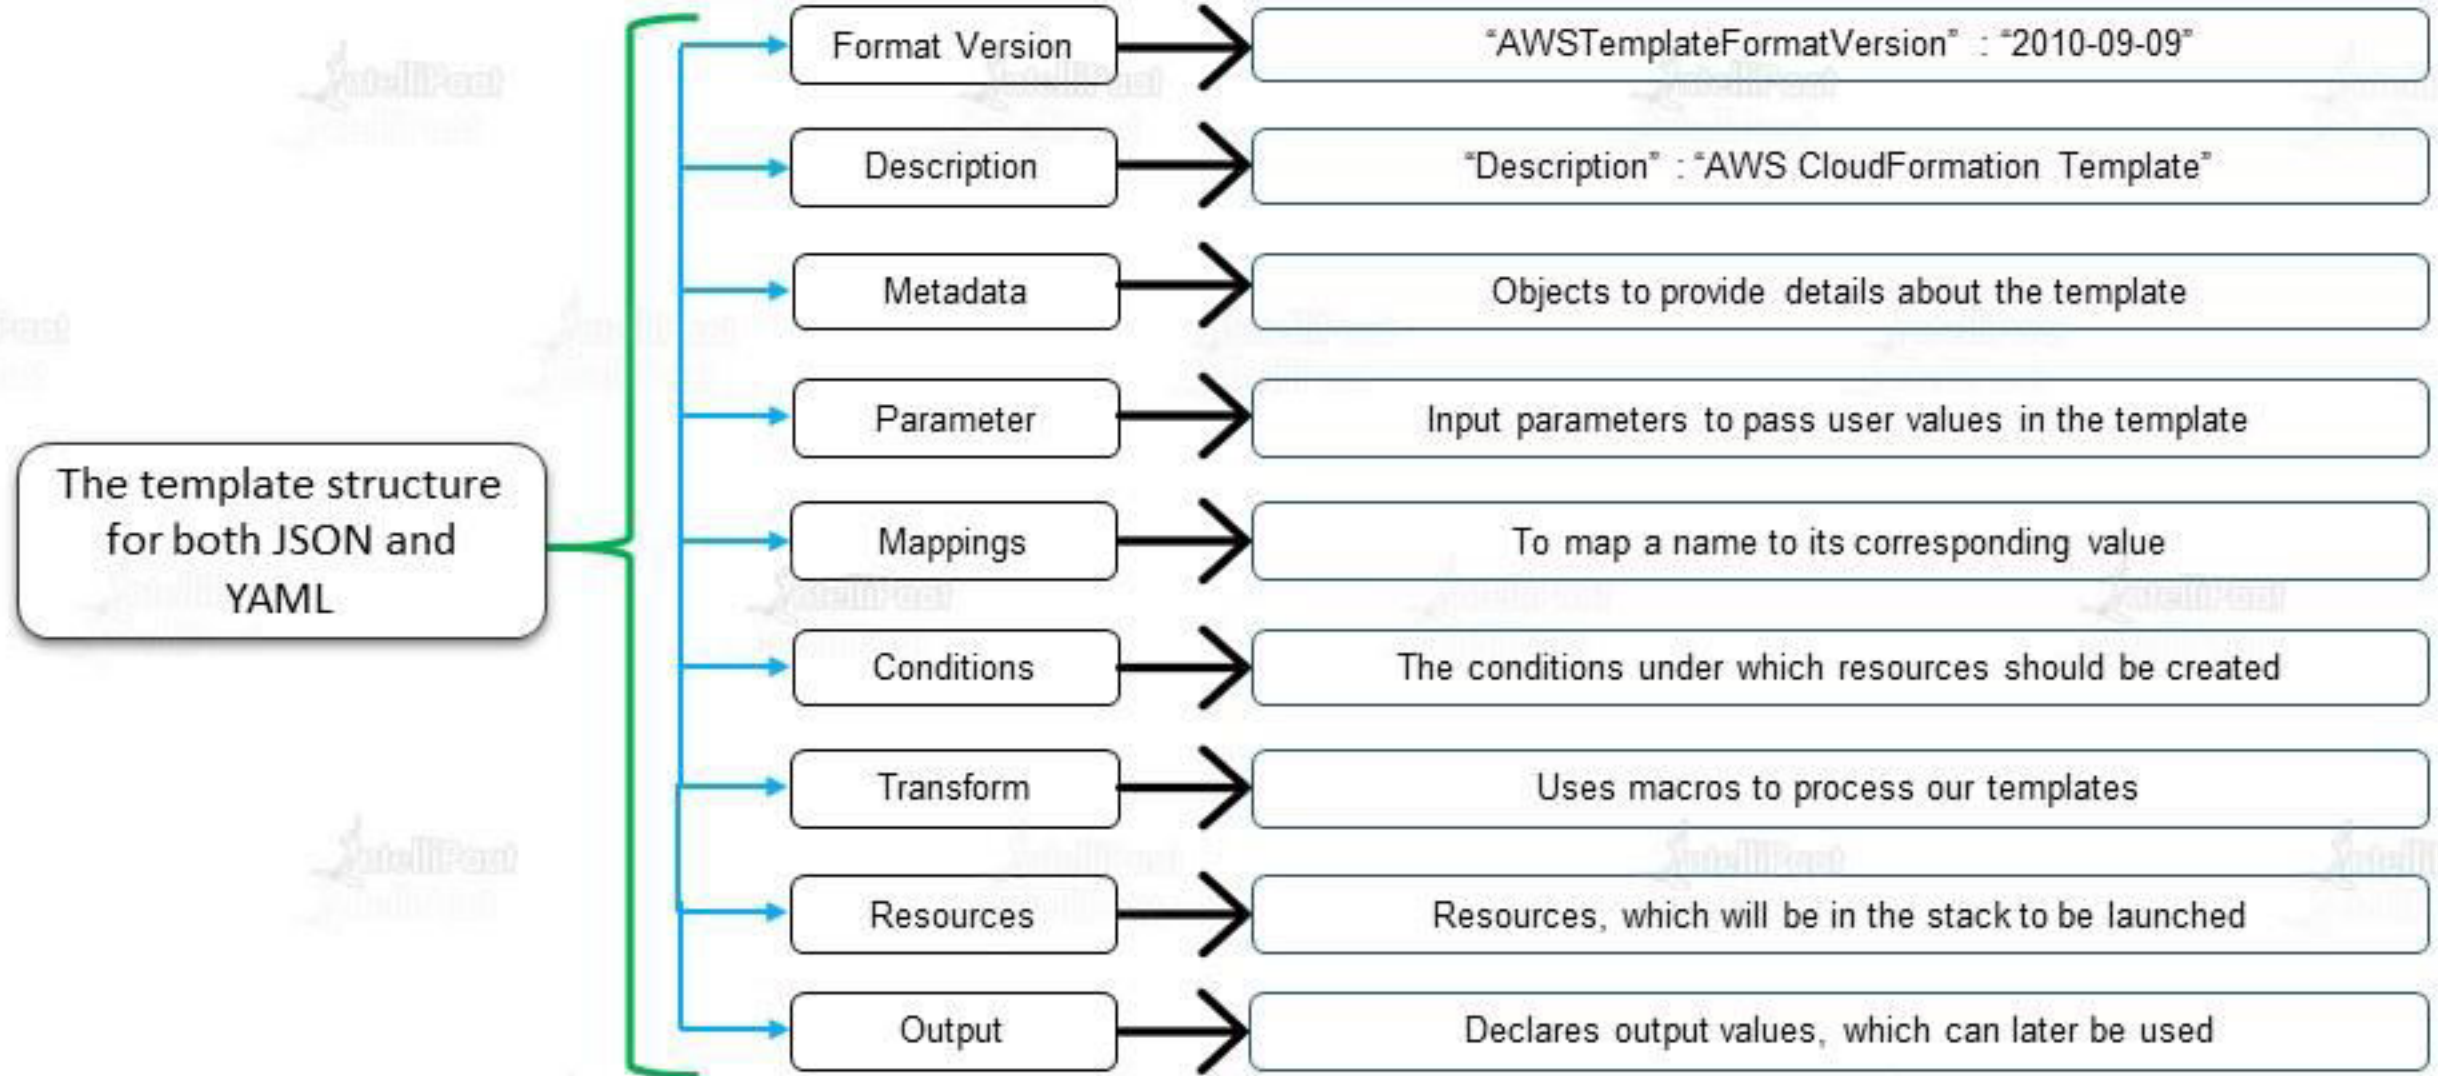 Format Version
“AWSTemplateFormatVersion” : “2010-09-09”
Description
“Description” : “AWS CloudFormation Template”
Metadata
Objects to provide details about the template
Parameter
Input parameters to pass user values in the template
The template structure
for both JSON and
YAML
Mappings
To map a name to its corresponding value
Conditions
The conditions under which resources should be created
Transform
Uses macros to process our templates
Resources
Resources, which will be in the stack to be launched
Output
Declares output values, which can later be used